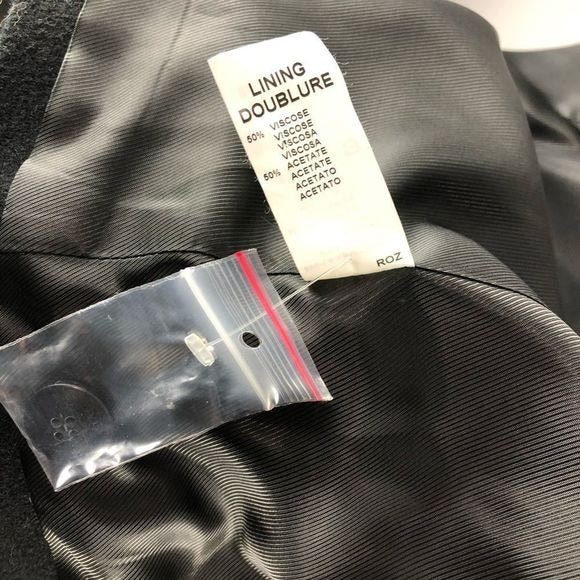 LINING
DOUBLURE
50% VISCOSE
VISCOSE
VISCOSA
VISCOSA
50% ACETATE
ACETATE
ACETATO
ACETATO
ROZ